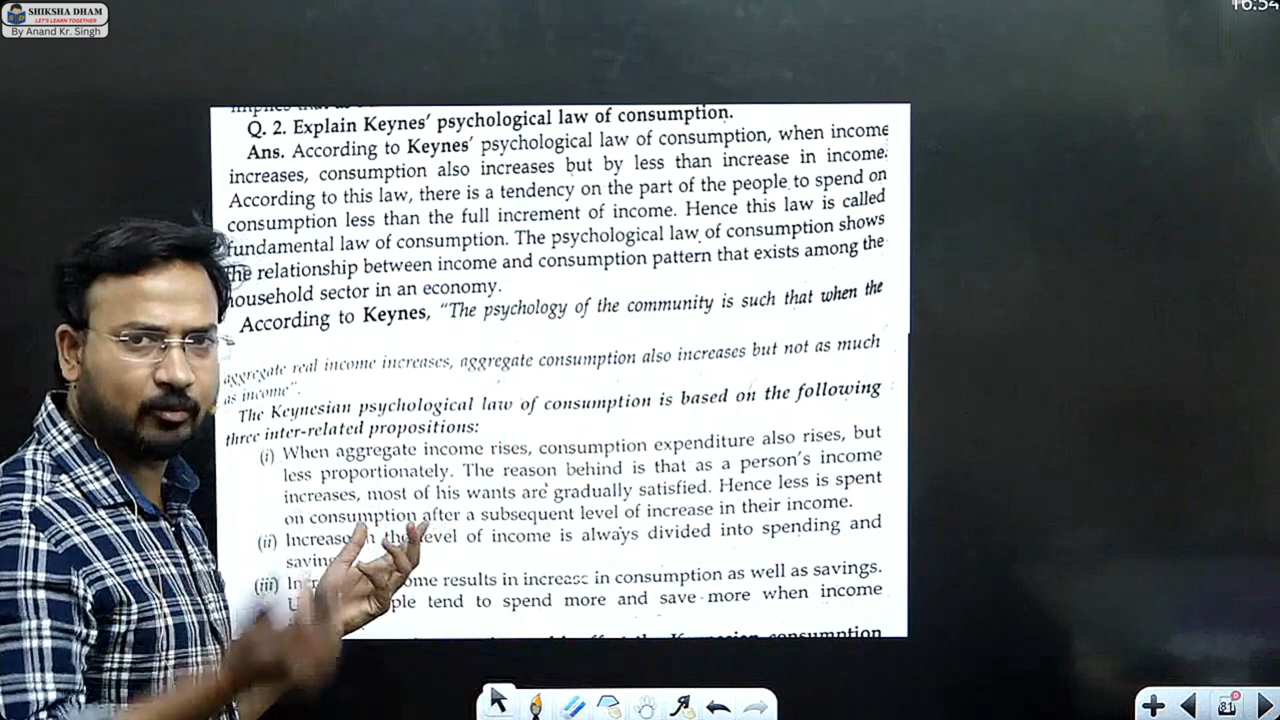 SHIKSHA DHAM
LET'S LEARN TOGETHER
By Anand Kr. Singh
16:54
Q. 2. Explain Keynes' psychological law of consumption.
Ans. According to Keynes' psychological law of consumption, when income
increases, consumption also increases but by less than increase in income.
According to this law, there is a tendency on the part of the people to spend on
consumption less than the full increment of income. Hence this law is called
fundamental law of consumption. The psychological law of consumption shows
the relationship between income and consumption pattern that exists among the
household sector in an economy.
According to Keynes, "The psychology of the community is such that when the
aggregate real income increases, aggregate consumption also increases but not as much
as income".
The Keynesian psychological law of consumption is based on the following
three inter-related propositions:
(i) When aggregate income rises, consumption expenditure also rises, but
less proportionately. The reason behind is that as a person's income
increases, most of his wants are gradually satisfied. Hence less is spent
on consumption after a subsequent level of increase in their income.
(ii) Increase in the level of income is always divided into spending and
saving
(iii) results in increase in consumption as well as savings.
tend to spend more and save more when income
Keynesian consumption
81